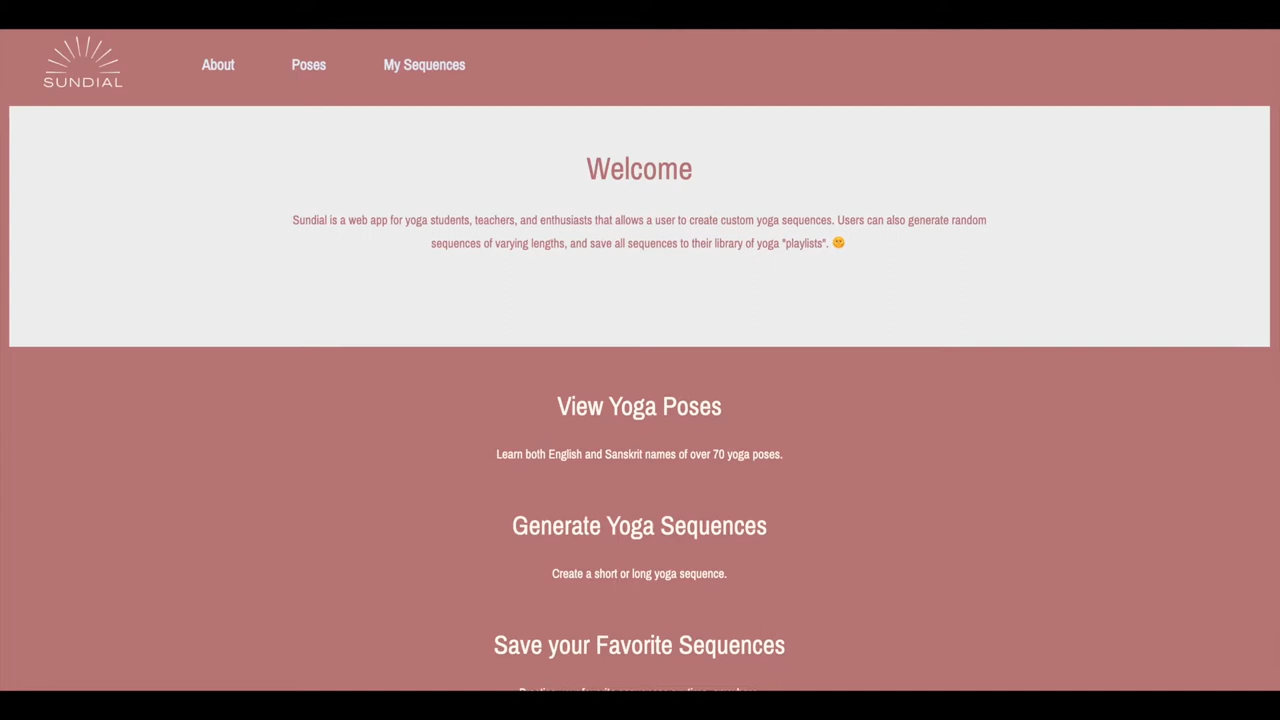 SUNDIAL
About
Poses
My Sequences
Welcome
Sundial is a web app for yoga students, teachers, and enthusiasts that allows a user to create custom yoga sequences. Users can also generate random
sequences of varying lengths, and save all sequences to their library of yoga "playlists". 😋
View Yoga Poses
Learn both English and Sanskrit names of over 70 yoga poses.
Generate Yoga Sequences
Create a short or long yoga sequence.
Save your Favorite Sequences